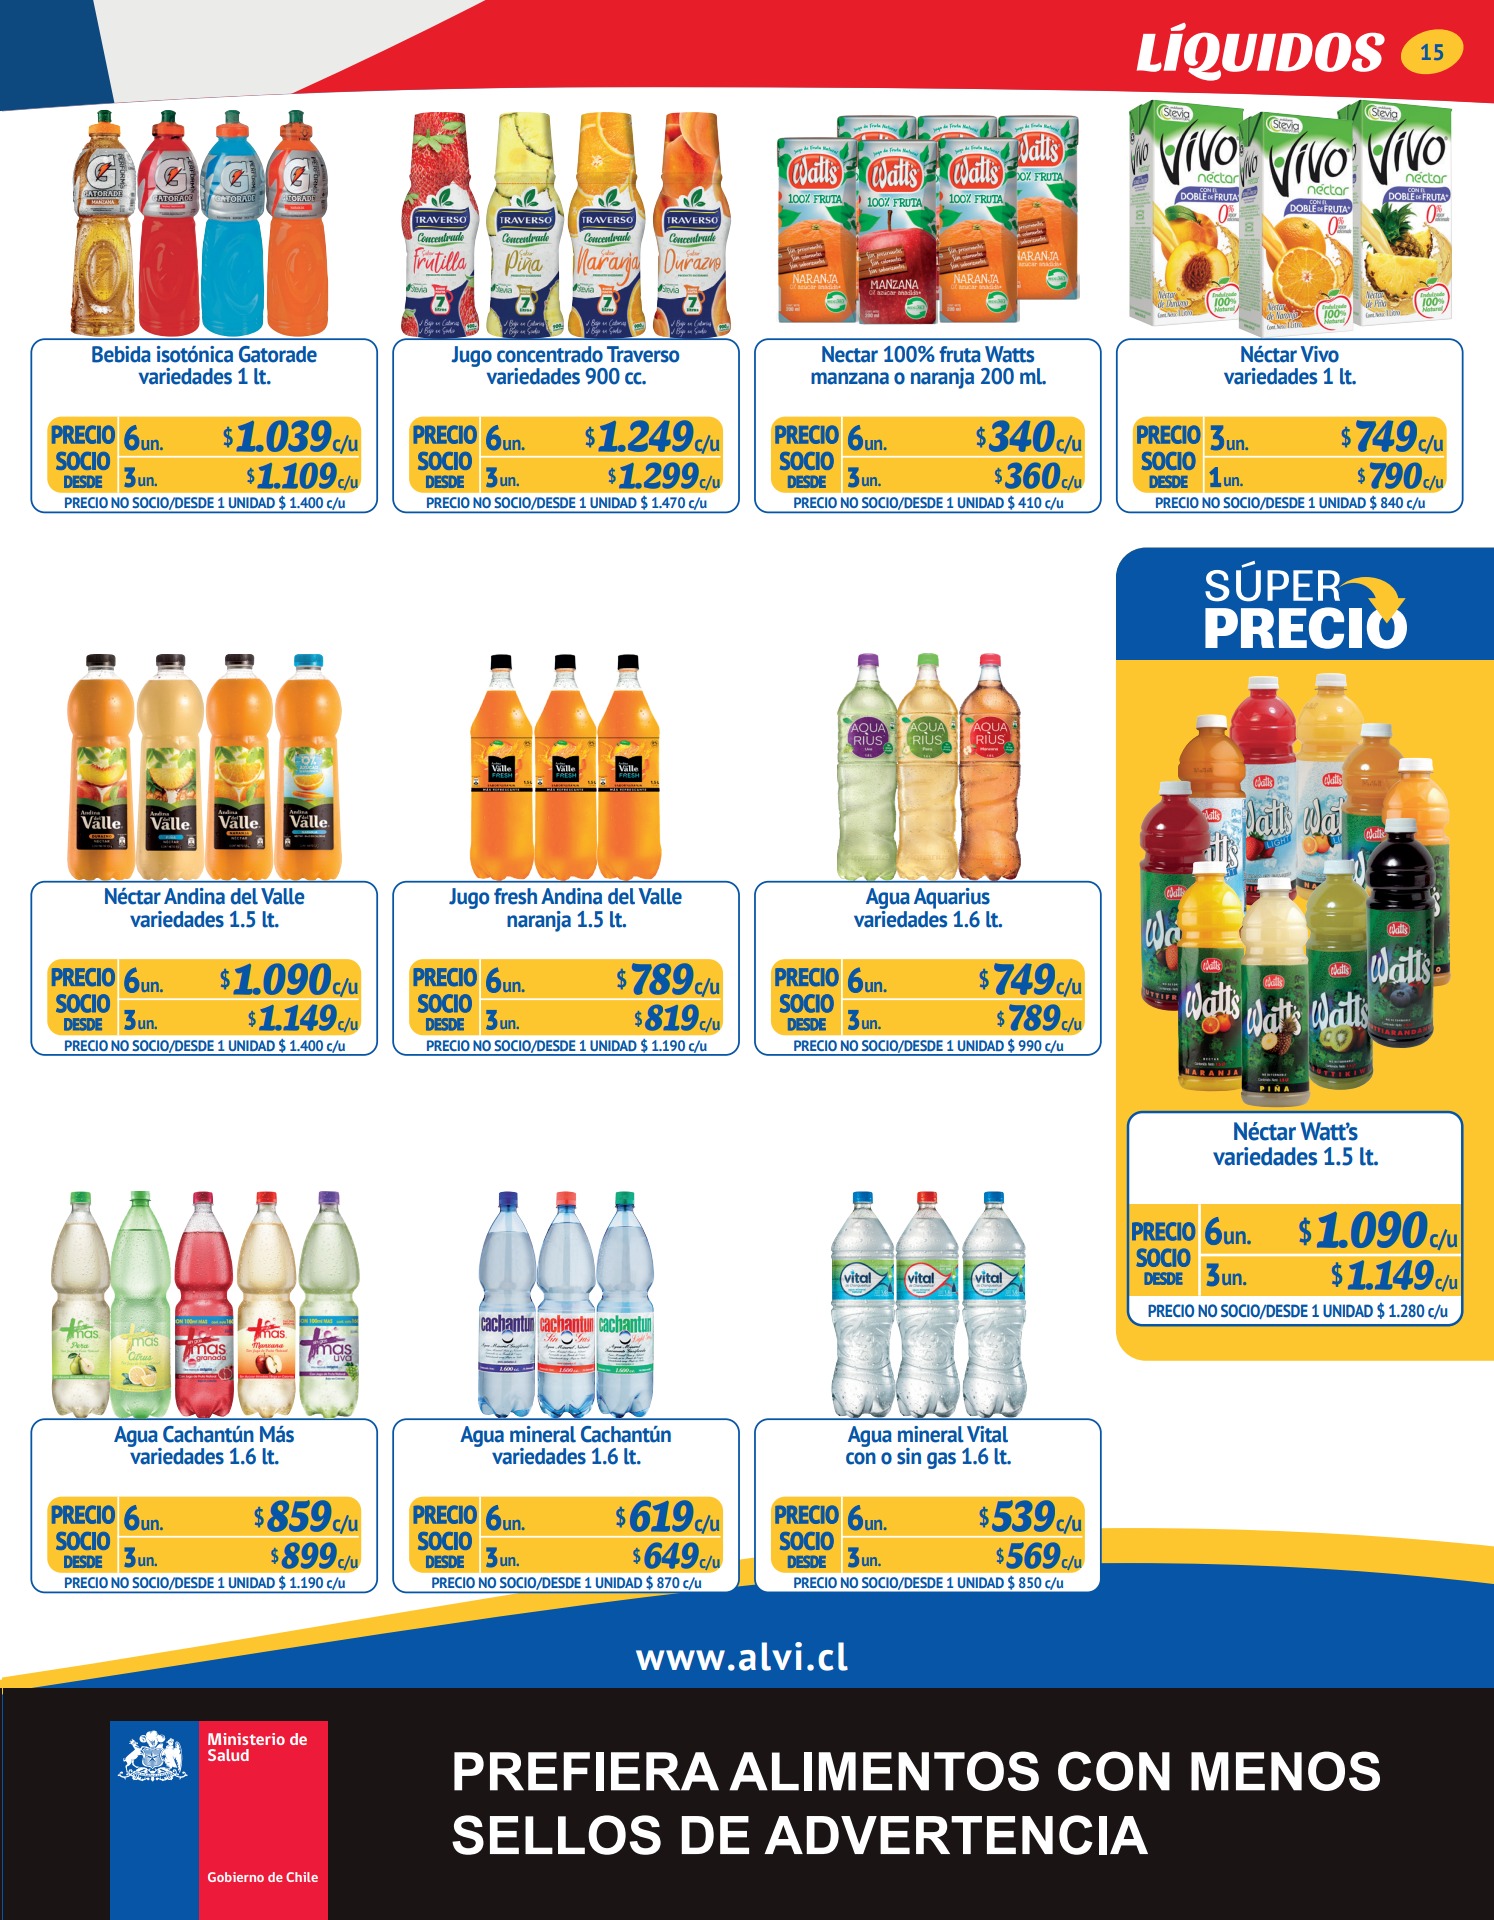 LÍQUIDOS 15
Bebida isotónica Gatorade
variedades 1 lt.
PRECIO SOCIO DESDE
6un. $1.039 c/u
3un. $1.109 c/u
PRECIO NO SOCIO/DESDE 1 UNIDAD $ 1.400 c/u
Jugo concentrado Traverso
variedades 900 cc.
PRECIO SOCIO DESDE
6un. $1.249 c/u
3un. $1.299 c/u
PRECIO NO SOCIO/DESDE 1 UNIDAD $ 1.470 c/u
Nectar 100% fruta Watts
manzana o naranja 200 ml.
PRECIO SOCIO DESDE
6un. $340 c/u
3un. $360 c/u
PRECIO NO SOCIO/DESDE 1 UNIDAD $ 410 c/u
Néctar Vivo
variedades 1 lt.
PRECIO SOCIO DESDE
3un. $749 c/u
1un. $790 c/u
PRECIO NO SOCIO/DESDE 1 UNIDAD $ 840 c/u
Néctar Andina del Valle
variedades 1.5 lt.
PRECIO SOCIO DESDE
6un. $1.090 c/u
3un. $1.149 c/u
PRECIO NO SOCIO/DESDE 1 UNIDAD $ 1.400 c/u
Jugo fresh Andina del Valle
naranja 1.5 lt.
PRECIO SOCIO DESDE
6un. $789 c/u
3un. $819 c/u
PRECIO NO SOCIO/DESDE 1 UNIDAD $ 1.190 c/u
Agua Aquarius
variedades 1.6 lt.
PRECIO SOCIO DESDE
6un. $749 c/u
3un. $789 c/u
PRECIO NO SOCIO/DESDE 1 UNIDAD $ 990 c/u
SÚPER
PRECIO
Néctar Watt's
variedades 1.5 lt.
PRECIO SOCIO DESDE
6un. $1.090 c/u
3un. $1.149 c/u
PRECIO NO SOCIO/DESDE 1 UNIDAD $ 1.280 c/u
Agua Cachantún Más
variedades 1.6 lt.
PRECIO SOCIO DESDE
6un. $859 c/u
3un. $899 c/u
PRECIO NO SOCIO/DESDE 1 UNIDAD $ 1.190 c/u
Agua mineral Cachantún
variedades 1.6 lt.
PRECIO SOCIO DESDE
6un. $619 c/u
3un. $649 c/u
PRECIO NO SOCIO/DESDE 1 UNIDAD $ 870 c/u
Agua mineral Vital
con o sin gas 1.6 lt.
PRECIO SOCIO DESDE
6un. $539 c/u
3un. $569 c/u
PRECIO NO SOCIO/DESDE 1 UNIDAD $ 850 c/u
www.alvi.cl
Ministerio de
Salud
Gobierno de Chile
PREFIERA ALIMENTOS CON MENOS
SELLOS DE ADVERTENCIA